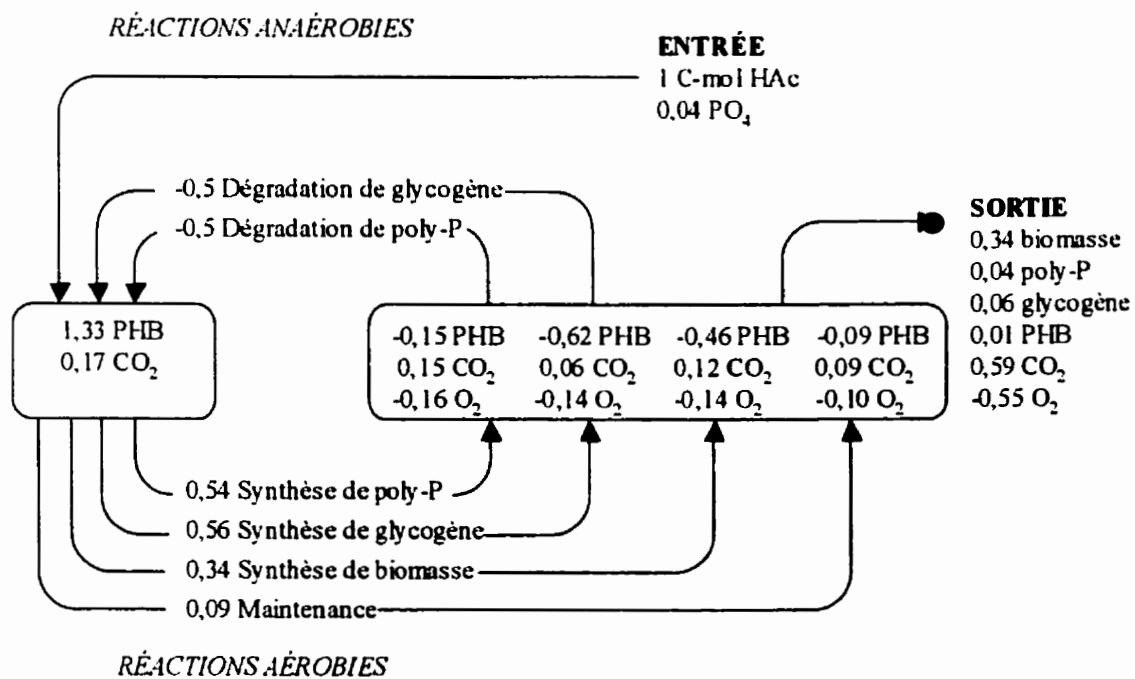 RÉACTIONS ANAÉROBIES
ENTRÉE
1 C-mol HAc
0,04 PO₄
-0,5 Dégradation de glycogène
-0,5 Dégradation de poly-P
SORTIE
0,34 biomasse
0,04 poly-P
0,06 glycogène
0,01 PHB
0,59 CO₂
-0,55 O₂
1,33 PHB
0,17 CO₂
-0,15 PHB -0,62 PHB -0,46 PHB -0,09 PHB
0,15 CO₂ 0,06 CO₂ 0,12 CO₂ 0,09 CO₂
-0,16 O₂ -0,14 O₂ -0,14 O₂ -0,10 O₂
0,54 Synthèse de poly-P
0,56 Synthèse de glycogène
0,34 Synthèse de biomasse
0,09 Maintenance
RÉACTIONS AÉROBIES